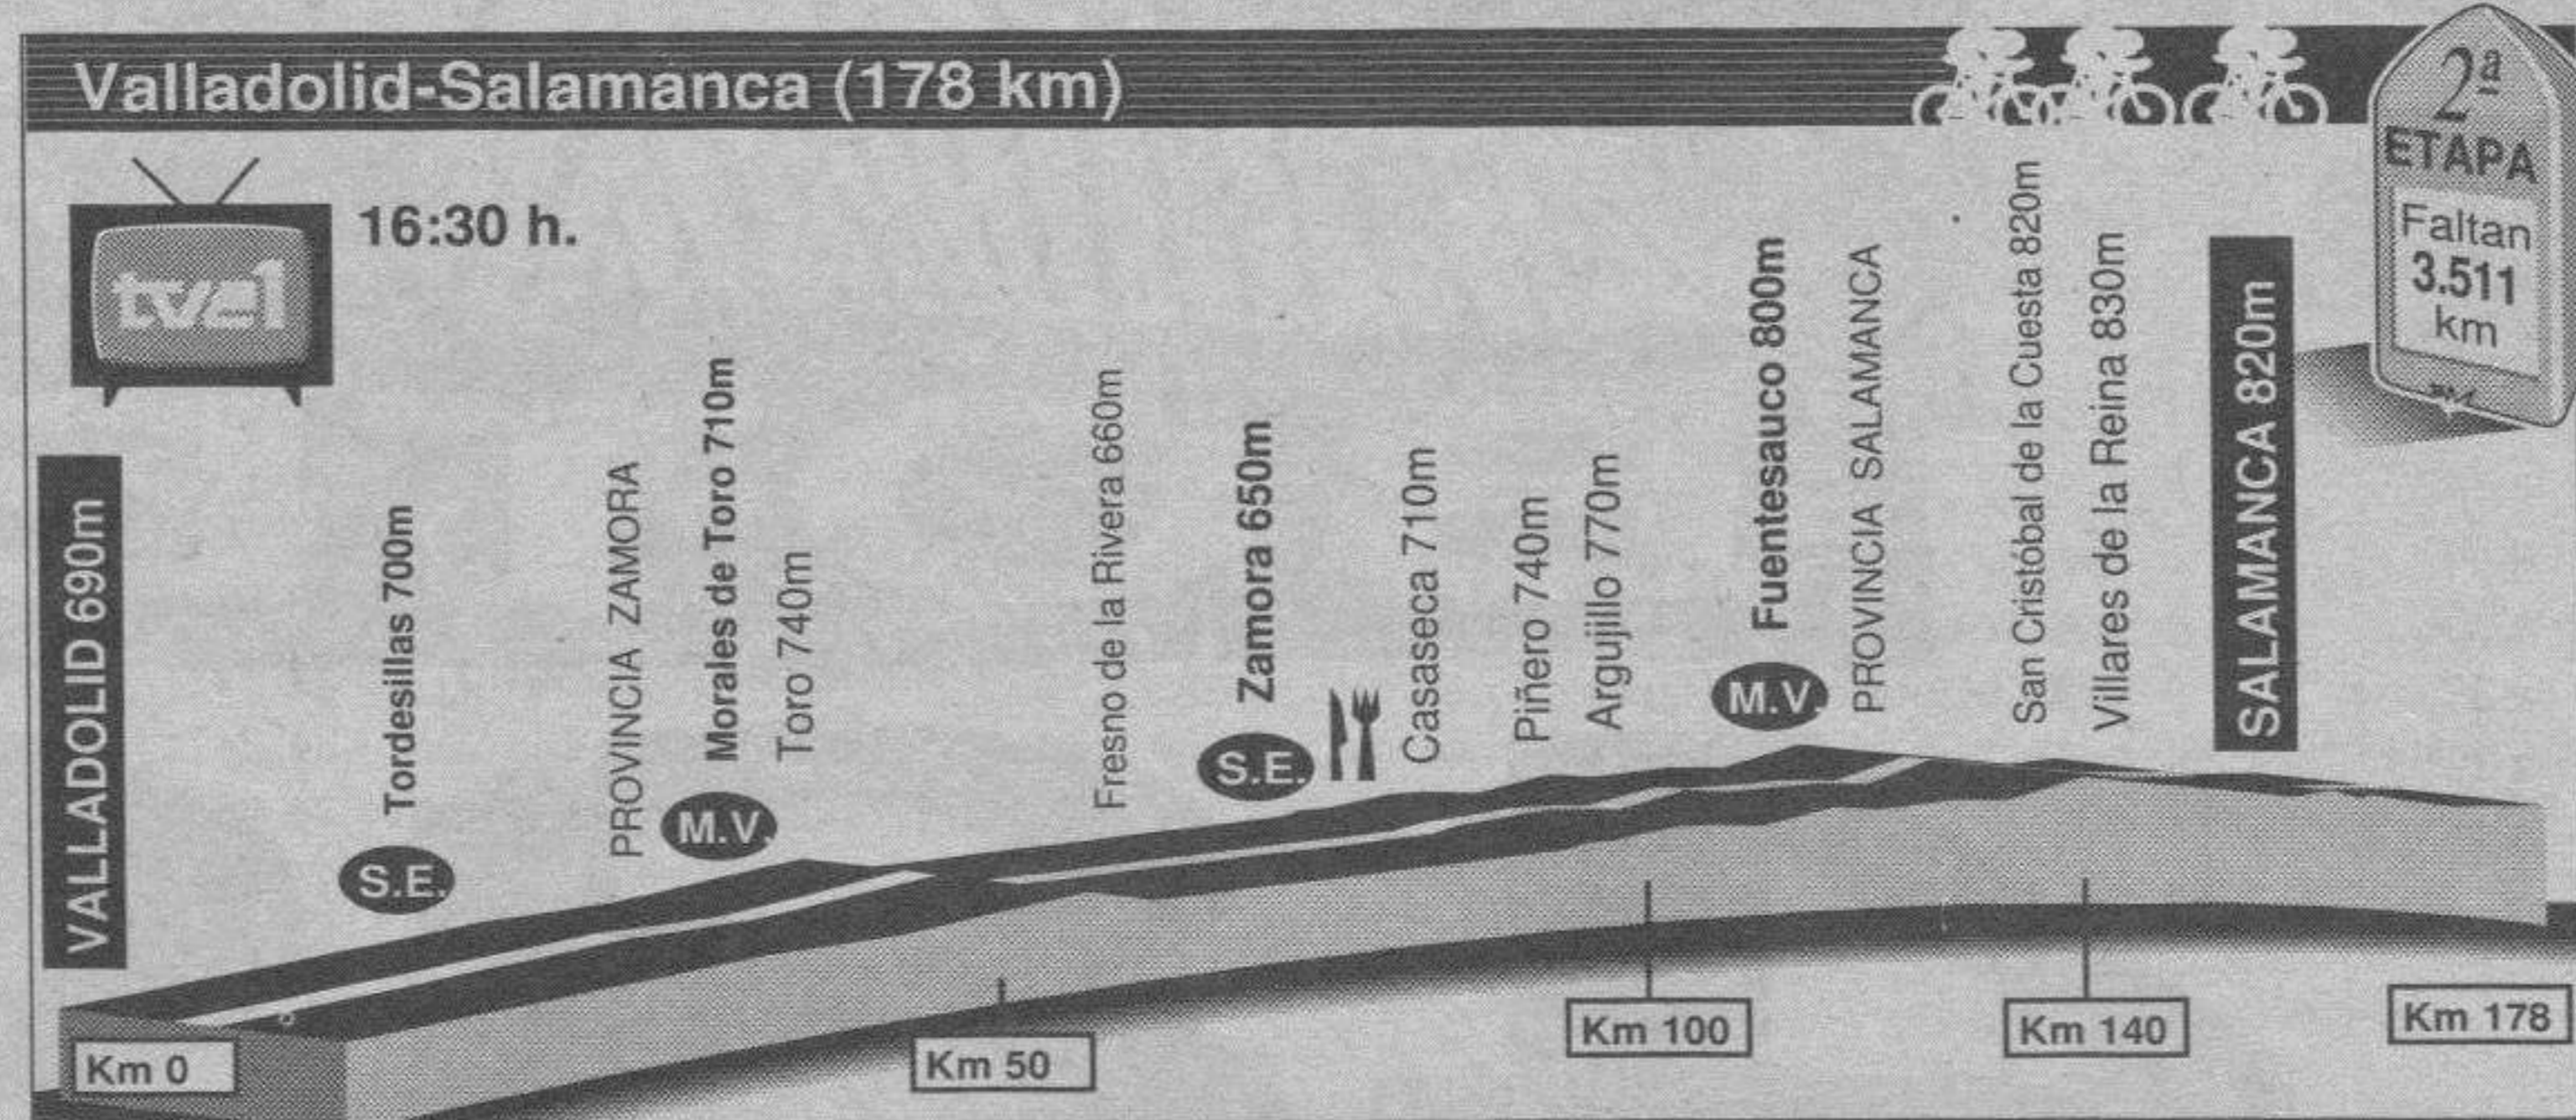 Valladolid-Salamanca (178 km)
2ª
ETAPA
Faltan
3.511
km
tve1
16:30 h.
VALLADOLID 690m
S.E.
Tordesillas 700m
PROVINCIA ZAMORA
M.V.
Morales de Toro 710m
Toro 740m
Fresno de la Rivera 660m
S.E.
Zamora 650m
Casaseca 710m
Piñero 740m
Argujillo 770m
M.V.
Fuentesauco 800m
PROVINCIA SALAMANCA
San Cristóbal de la Cuesta 820m
Villares de la Reina 830m
SALAMANCA 820m
Km 0
Km 50
Km 100
Km 140
Km 178